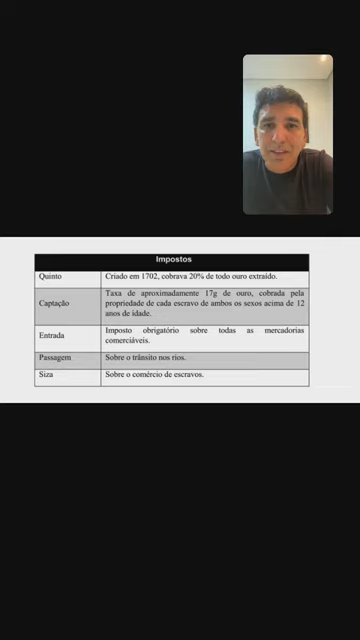 Impostos
Quinto Criado em 1702, cobrava 20% de todo ouro extraído.
Captação Taxa de aproximadamente 17g de ouro, cobrada pela
propriedade de cada escravo de ambos os sexos acima de 12
anos de idade.
Entrada Imposto obrigatório sobre todas as mercadorias
comerciáveis.
Passagem Sobre o trânsito nos rios.
Siza Sobre o comércio de escravos.